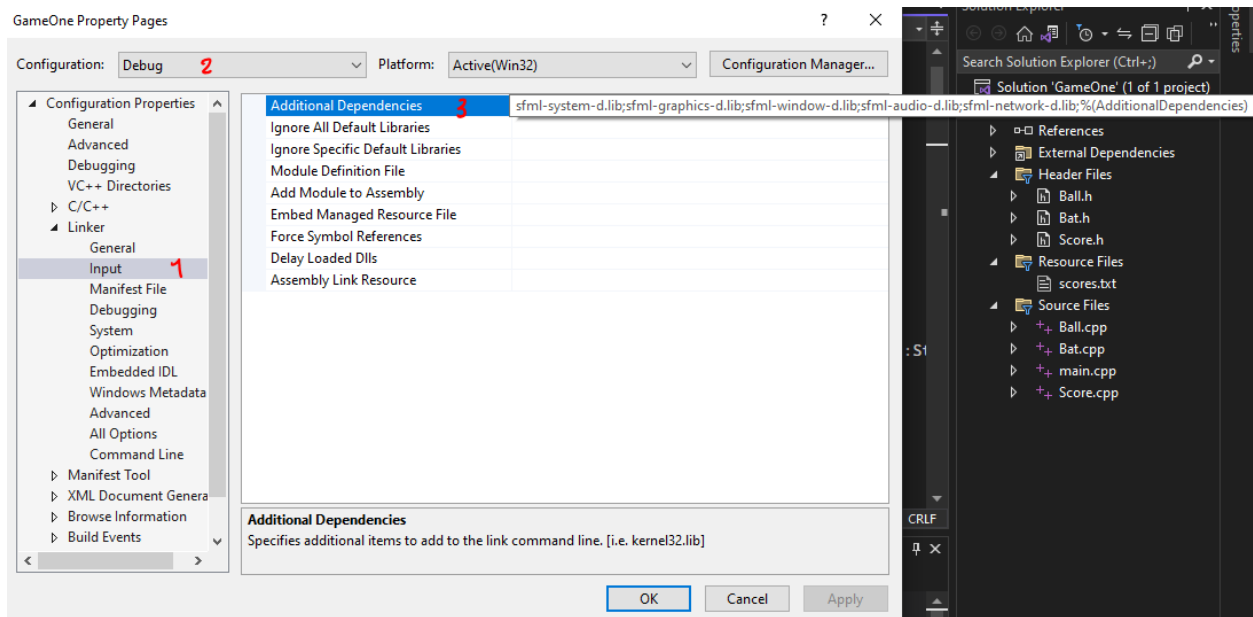 GameOne Property Pages
?
Configuration: Debug 2 Platform: Active(Win32) Configuration Manager...
Configuration Properties
General
Advanced
Debugging
VC++ Directories
C/C++
Linker
General
Input 1
Manifest File
Debugging
System
Optimization
Embedded IDL
Windows Metadata
Advanced
All Options
Command Line
Manifest Tool
XML Document Genera
Browse Information
Build Events
Additional Dependencies 3 sfml-system-d.lib;sfml-graphics-d.lib;sfml-window-d.lib;sfml-audio-d.lib;sfml-network-d.lib;%(AdditionalDependencies)
Ignore All Default Libraries
Ignore Specific Default Libraries
Module Definition File
Add Module to Assembly
Embed Managed Resource File
Force Symbol References
Delay Loaded Dlls
Assembly Link Resource
Additional Dependencies
Specifies additional items to add to the link command line. [i.e. kernel32.lib]
OK Cancel Apply
:St
CRLF
Solution Explorer
Search Solution Explorer (Ctrl+;)
Solution 'GameOne' (1 of 1 project)
References
External Dependencies
Header Files
Ball.h
Bat.h
Score.h
Resource Files
scores.txt
Source Files
Ball.cpp
Bat.cpp
main.cpp
Score.cpp
operties